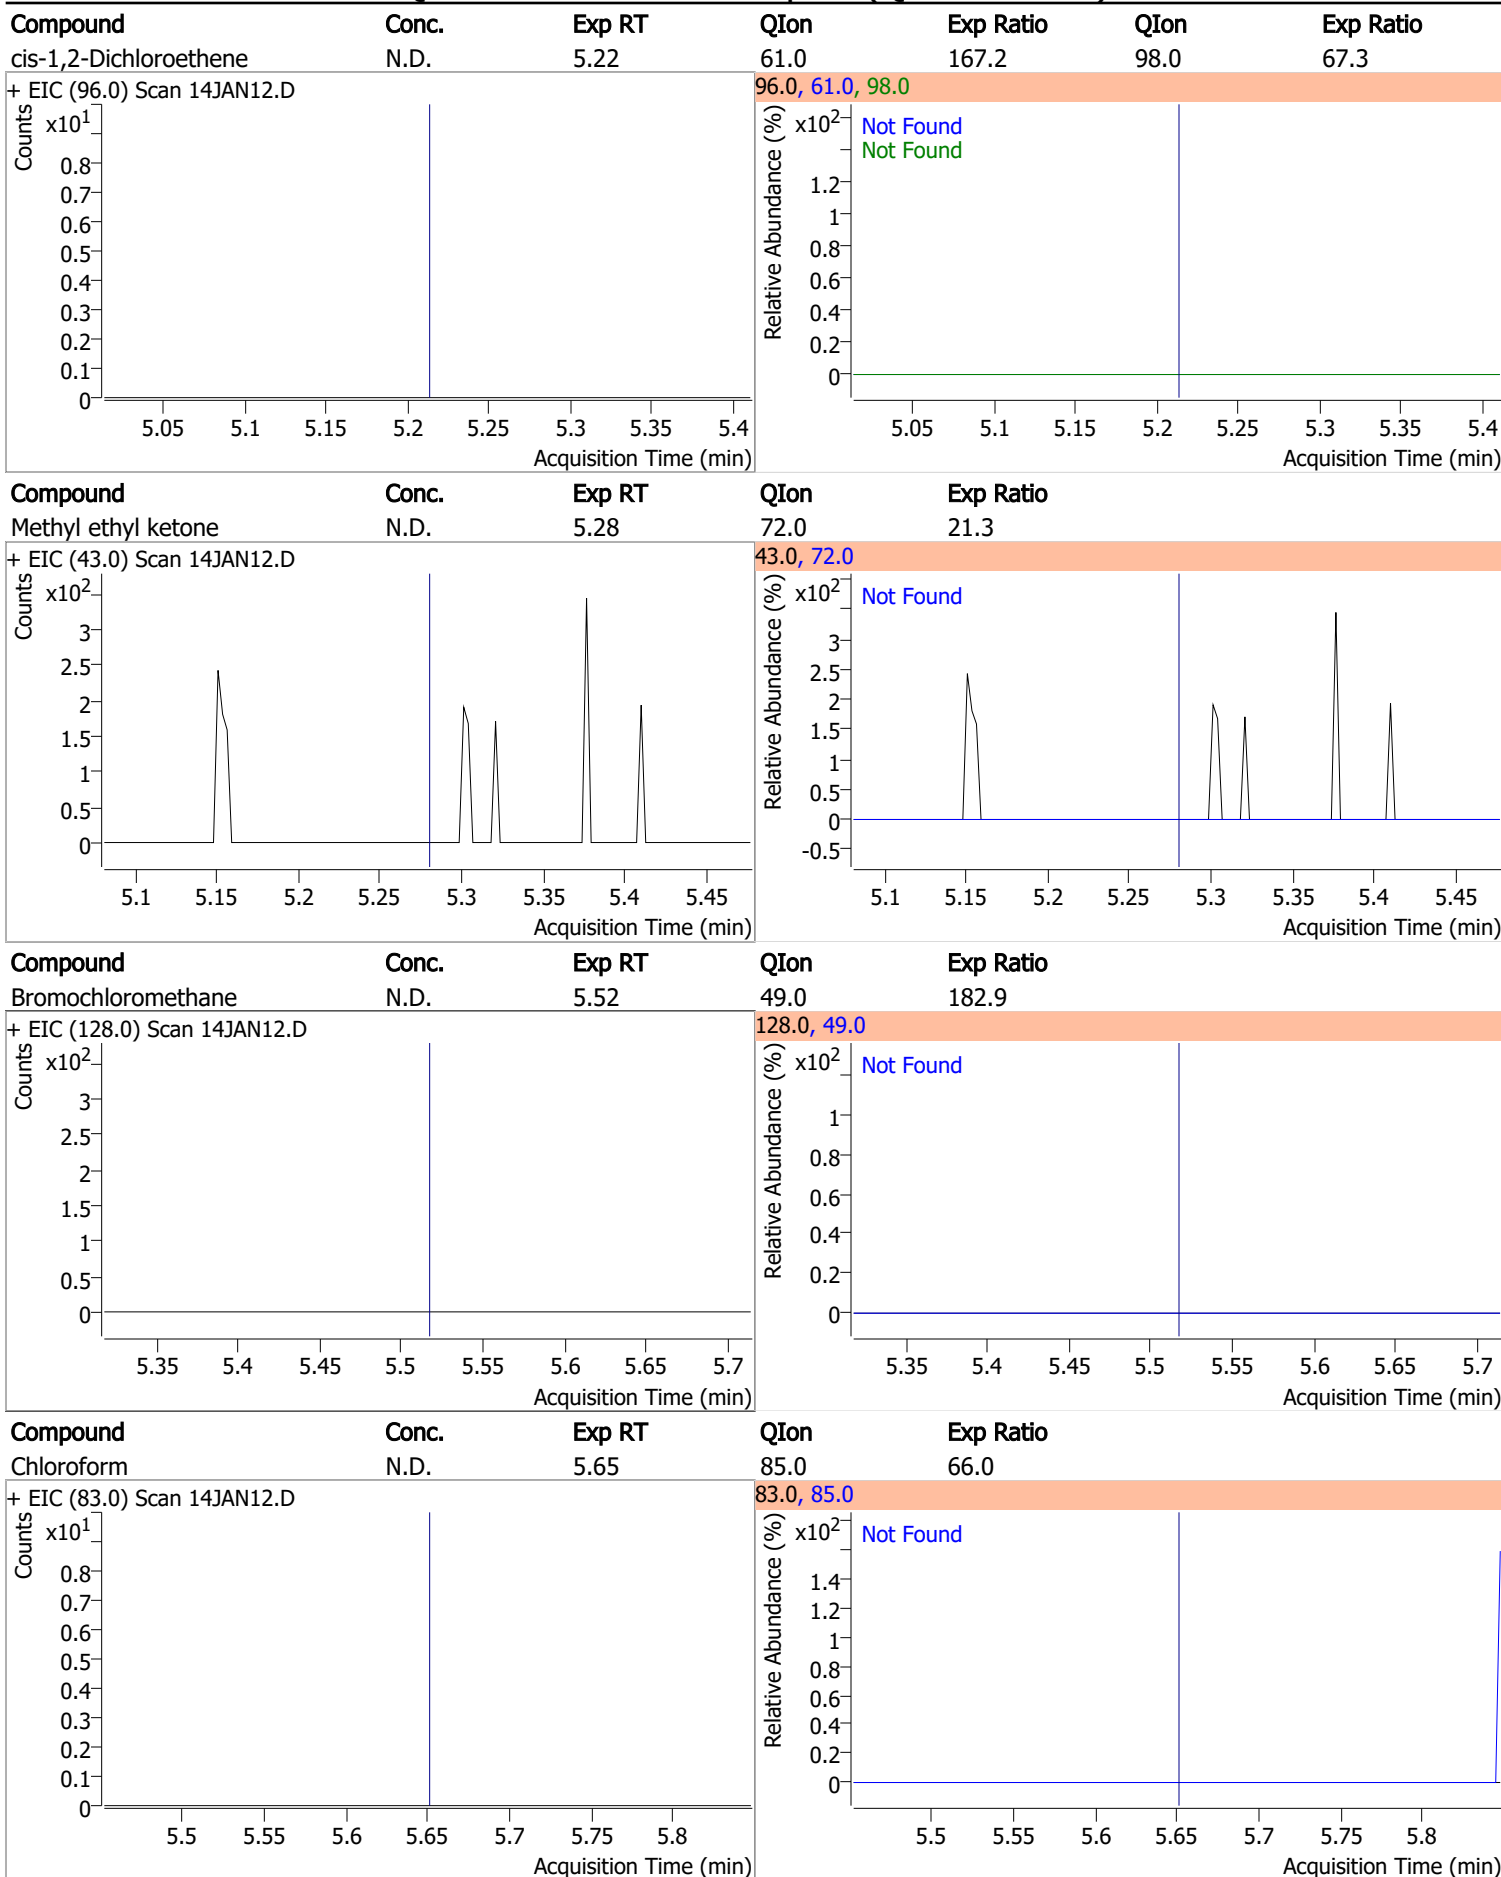 Compound Conc. Exp RT QIon Exp Ratio QIon Exp Ratio
cis-1,2-Dichloroethene N.D. 5.22 61.0 167.2 98.0 67.3
+ EIC (96.0) Scan 14JAN12.D
Counts
x10¹
0.8
0.7
0.6
0.5
0.4
0.3
0.2
0.1
0
5.05 5.1 5.15 5.2 5.25 5.3 5.35 5.4
Acquisition Time (min)
96.0, 61.0, 98.0
Relative Abundance (%)
x10²
Not Found
Not Found
1.2
1
0.8
0.6
0.4
0.2
0
5.05 5.1 5.15 5.2 5.25 5.3 5.35 5.4
Acquisition Time (min)
Compound Conc. Exp RT QIon Exp Ratio
Methyl ethyl ketone N.D. 5.28 72.0 21.3
+ EIC (43.0) Scan 14JAN12.D
Counts
x10²
3
2.5
2
1.5
1
0.5
0
5.1 5.15 5.2 5.25 5.3 5.35 5.4 5.45
Acquisition Time (min)
43.0, 72.0
Relative Abundance (%)
x10²
Not Found
3
2.5
2
1.5
1
0.5
0
-0.5
5.1 5.15 5.2 5.25 5.3 5.35 5.4 5.45
Acquisition Time (min)
Compound Conc. Exp RT QIon Exp Ratio
Bromochloromethane N.D. 5.52 49.0 182.9
+ EIC (128.0) Scan 14JAN12.D
Counts
x10²
3
2.5
2
1.5
1
0.5
0
5.35 5.4 5.45 5.5 5.55 5.6 5.65 5.7
Acquisition Time (min)
128.0, 49.0
Relative Abundance (%)
x10²
Not Found
1
0.8
0.6
0.4
0.2
0
5.35 5.4 5.45 5.5 5.55 5.6 5.65 5.7
Acquisition Time (min)
Compound Conc. Exp RT QIon Exp Ratio
Chloroform N.D. 5.65 85.0 66.0
+ EIC (83.0) Scan 14JAN12.D
Counts
x10¹
0.8
0.7
0.6
0.5
0.4
0.3
0.2
0.1
0
5.5 5.55 5.6 5.65 5.7 5.75 5.8
Acquisition Time (min)
83.0, 85.0
Relative Abundance (%)
x10²
Not Found
1.4
1.2
1
0.8
0.6
0.4
0.2
0
5.5 5.55 5.6 5.65 5.7 5.75 5.8
Acquisition Time (min)